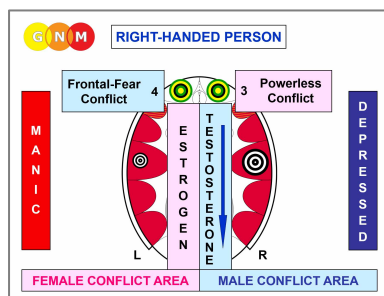 GNM
RIGHT-HANDED PERSON
Frontal-Fear
Conflict
4
3
Powerless
Conflict
MANIC
ESTROGEN
TESTOSTERONE
DEPRESSED
L
R
FEMALE CONFLICT AREA
MALE CONFLICT AREA